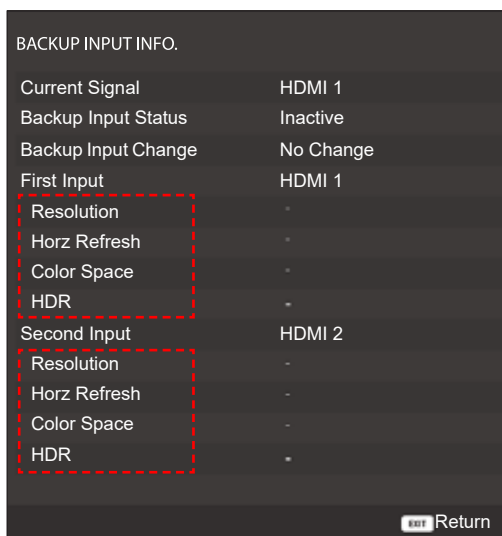 BACKUP INPUT INFO.
Current Signal HDMI 1
Backup Input Status Inactive
Backup Input Change No Change
First Input HDMI 1
Resolution -
Horz Refresh -
Color Space -
HDR -
Second Input HDMI 2
Resolution -
Horz Refresh -
Color Space -
HDR -
EXIT Return